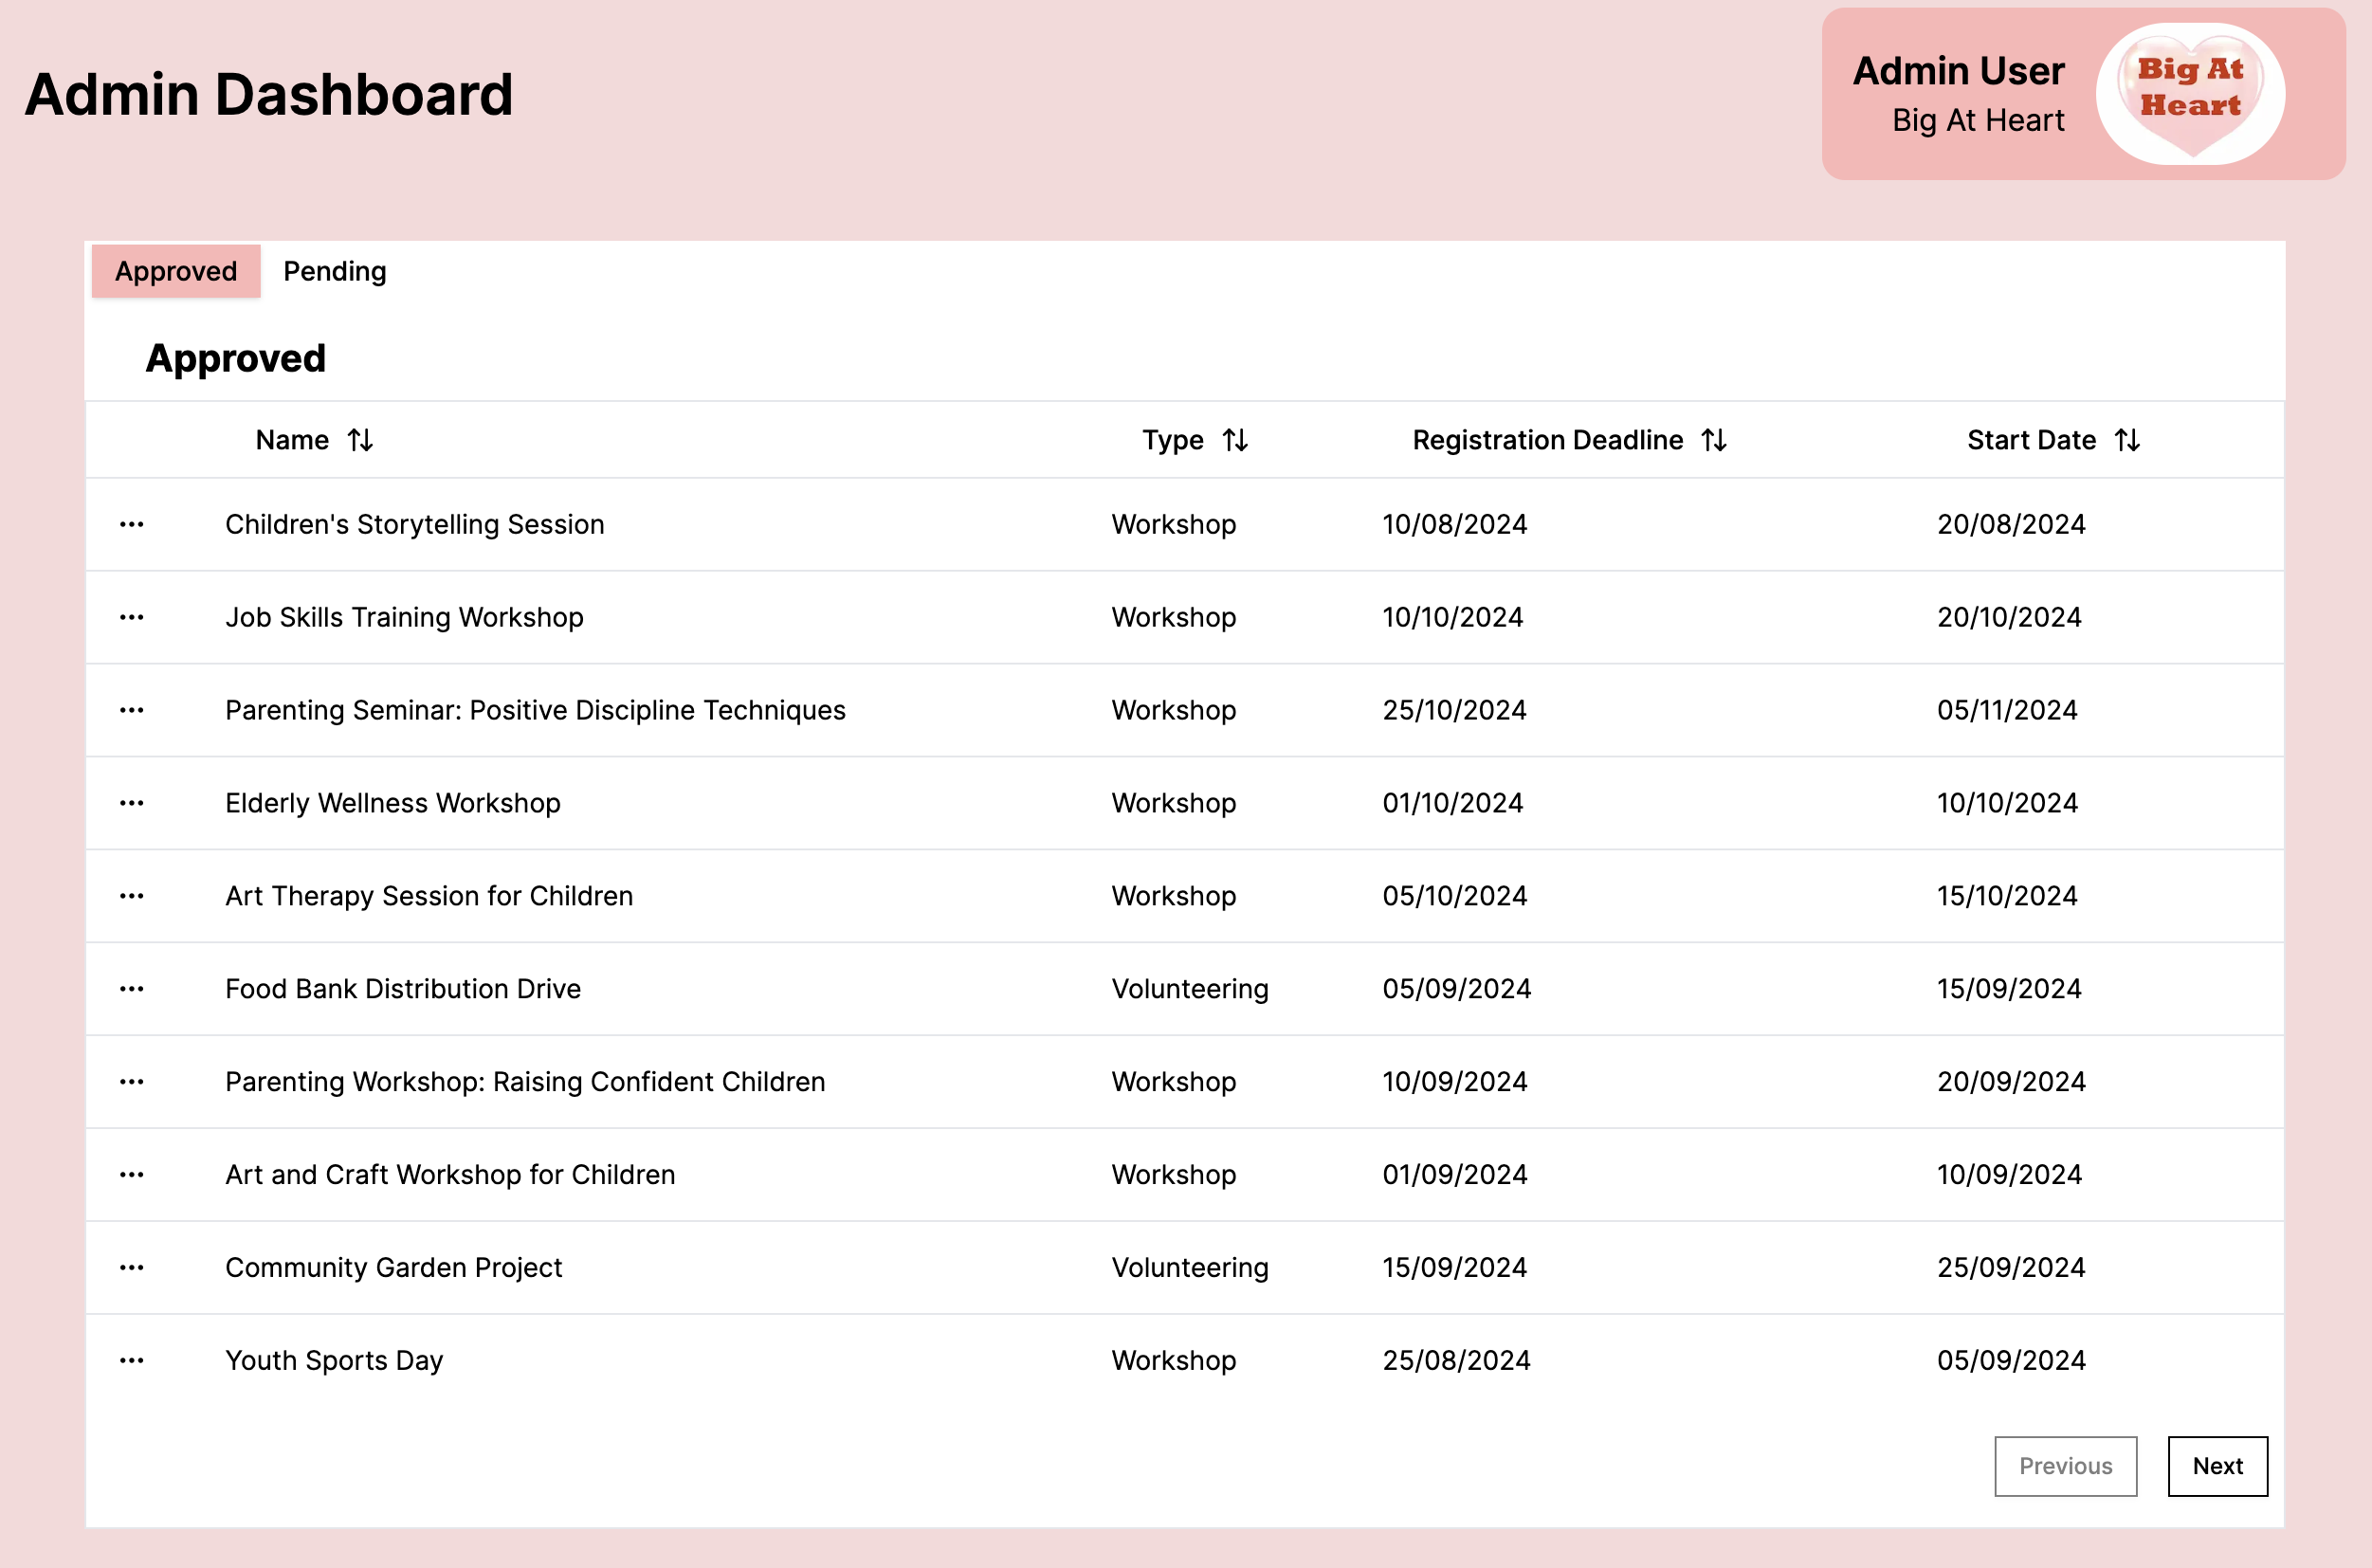 Admin Dashboard
Admin User
Big At Heart
Big At
Heart
Approved Pending
Approved
Name Type Registration Deadline Start Date
Children's Storytelling Session Workshop 10/08/2024 20/08/2024
Job Skills Training Workshop Workshop 10/10/2024 20/10/2024
Parenting Seminar: Positive Discipline Techniques Workshop 25/10/2024 05/11/2024
Elderly Wellness Workshop Workshop 01/10/2024 10/10/2024
Art Therapy Session for Children Workshop 05/10/2024 15/10/2024
Food Bank Distribution Drive Volunteering 05/09/2024 15/09/2024
Parenting Workshop: Raising Confident Children Workshop 10/09/2024 20/09/2024
Art and Craft Workshop for Children Workshop 01/09/2024 10/09/2024
Community Garden Project Volunteering 15/09/2024 25/09/2024
Youth Sports Day Workshop 25/08/2024 05/09/2024
Previous Next